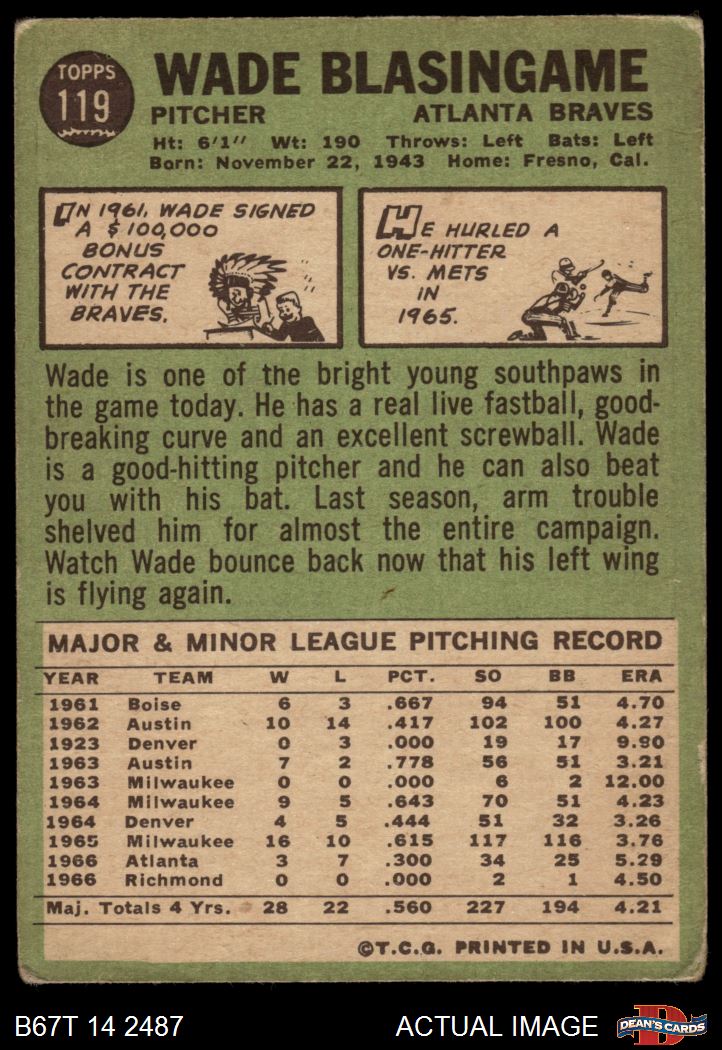 TOPPS
119
WADE BLASINGAME
PITCHER ATLANTA BRAVES
Ht: 6'1" Wt: 190 Throws: Left Bats: Left
Born: November 22, 1943 Home: Fresno, Cal.
IN 1961, WADE SIGNED
A $100,000
BONUS
CONTRACT
WITH THE
BRAVES.
HE HURLED A
ONE-HITTER
VS. METS
IN
1965.
Wade is one of the bright young southpaws in
the game today. He has a real live fastball, good-
breaking curve and an excellent screwball. Wade
is a good-hitting pitcher and he can also beat
you with his bat. Last season, arm trouble
shelved him for almost the entire campaign.
Watch Wade bounce back now that his left wing
is flying again.
MAJOR & MINOR LEAGUE PITCHING RECORD
YEAR TEAM W L PCT. SO BB ERA
1961 Boise 6 3 .667 94 51 4.70
1962 Austin 10 14 .417 102 100 4.27
1923 Denver 0 3 .000 19 17 9.90
1963 Austin 7 2 .778 56 51 3.21
1963 Milwaukee 0 0 .000 6 2 12.00
1964 Milwaukee 9 5 .643 70 51 4.23
1964 Denver 4 5 .444 51 32 3.26
1965 Milwaukee 16 10 .615 117 116 3.76
1966 Atlanta 3 7 .300 34 25 5.29
1966 Richmond 0 0 .000 2 1 4.50
Maj. Totals 4 Yrs. 28 22 .560 227 194 4.21
©T.C.G. PRINTED IN U.S.A.
B67T 14 2487 ACTUAL IMAGE
D
DEAN'S CARDS